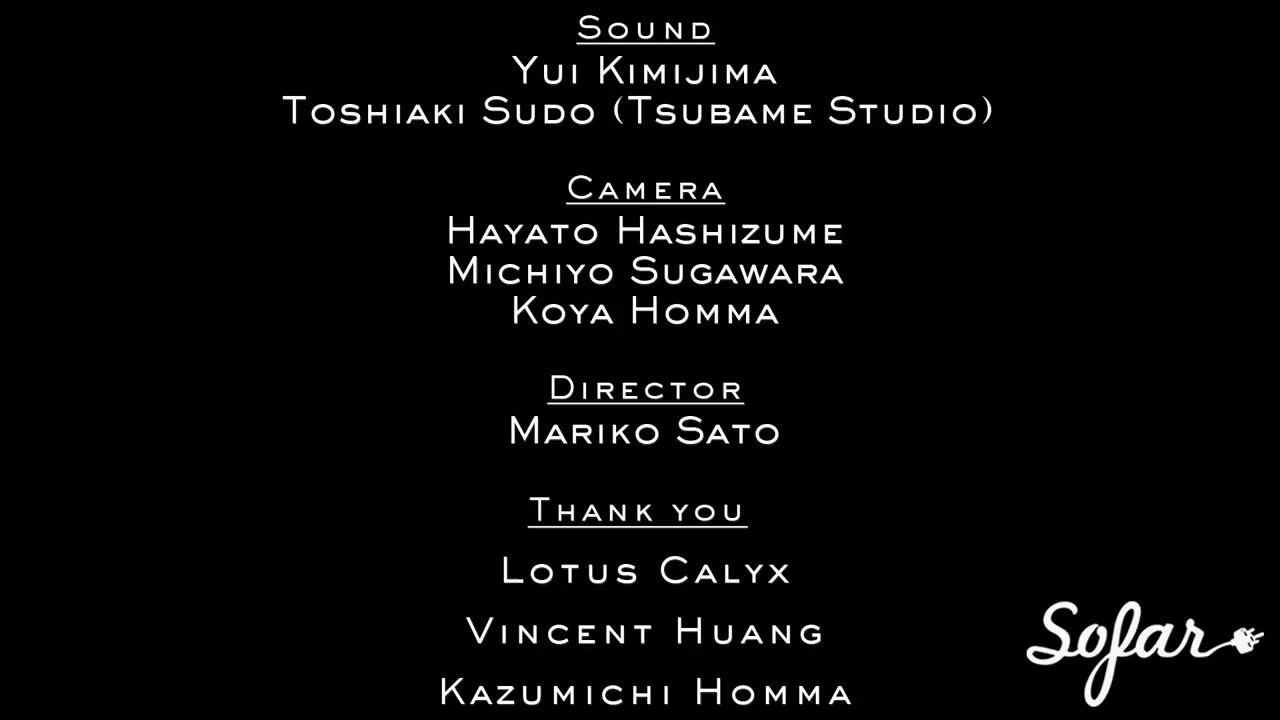 Sound
Yui Kimijima
Toshiaki Sudo (Tsubame Studio)
Camera
Hayato Hashizume
Michiyo Sugawara
Koya Homma
Director
Mariko Sato
Thank you
Lotus Calyx
Vincent Huang
Kazumichi Homma
Sofar